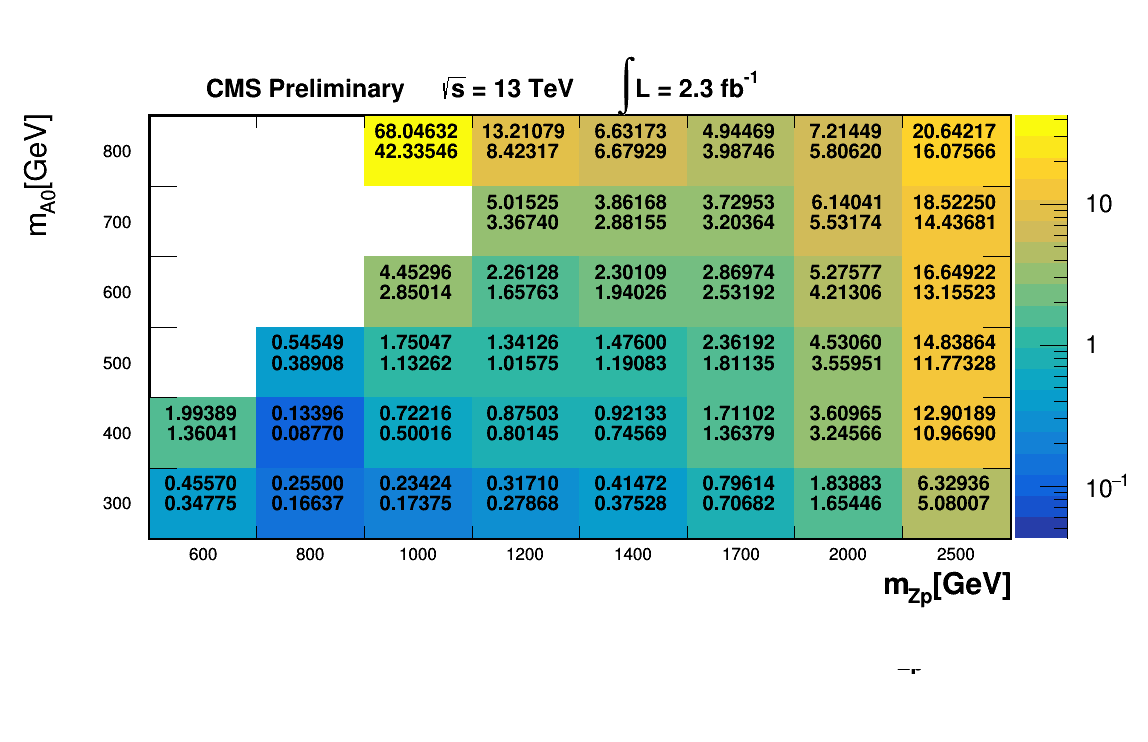 CMS Preliminary √s = 13 TeV ∫L = 2.3 fb⁻¹
m_A0[GeV]
68.04632 13.21079 6.63173 4.94469 7.21449 20.64217
800
42.33546 8.42317 6.67929 3.98746 5.80620 16.07566
5.01525 3.86168 3.72953 6.14041 18.52250
10
700
3.36740 2.88155 3.20364 5.53174 14.43681
4.45296 2.26128 2.30109 2.86974 5.27577 16.64922
600
2.85014 1.65763 1.94026 2.53192 4.21306 13.15523
0.54549 1.75047 1.34126 1.47600 2.36192 4.53060 14.83864
1
500
0.38908 1.13262 1.01575 1.19083 1.81135 3.55951 11.77328
1.99389 0.13396 0.72216 0.87503 0.92133 1.71102 3.60965 12.90189
400
1.36041 0.08770 0.50016 0.80145 0.74569 1.36379 3.24566 10.96690
0.45570 0.25500 0.23424 0.31710 0.41472 0.79614 1.83883 6.32936
10⁻¹
300
0.34775 0.16637 0.17375 0.27868 0.37528 0.70682 1.65446 5.08007
600 800 1000 1200 1400 1700 2000 2500
m_Zp[GeV]